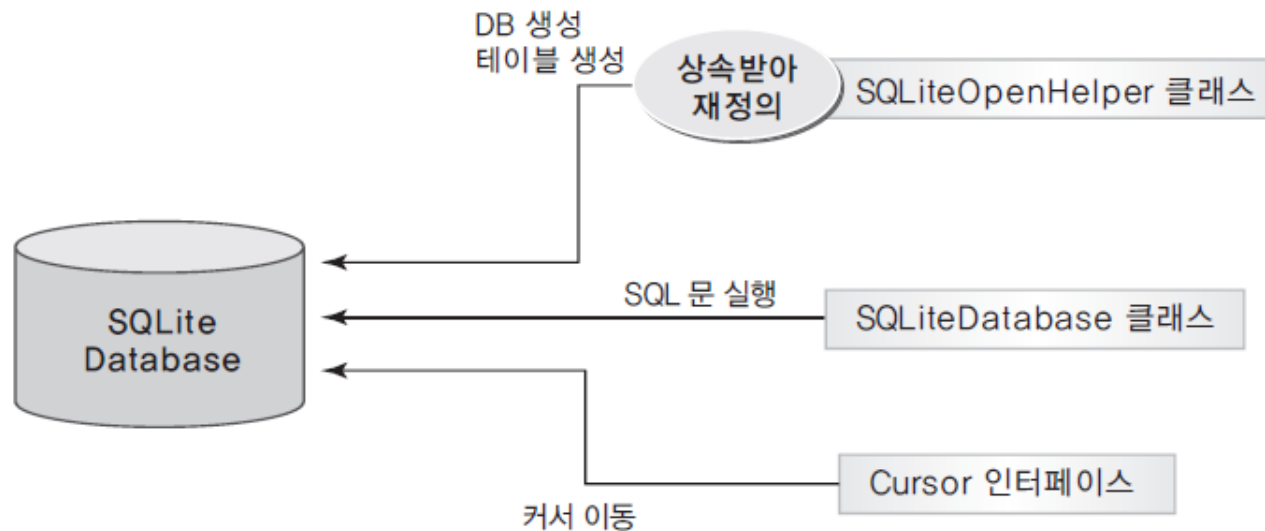 DB 생성
테이블 생성
상속받아
재정의
SQLiteOpenHelper 클래스
SQL 문 실행
SQLiteDatabase 클래스
SQLite
Database
Cursor 인터페이스
커서 이동